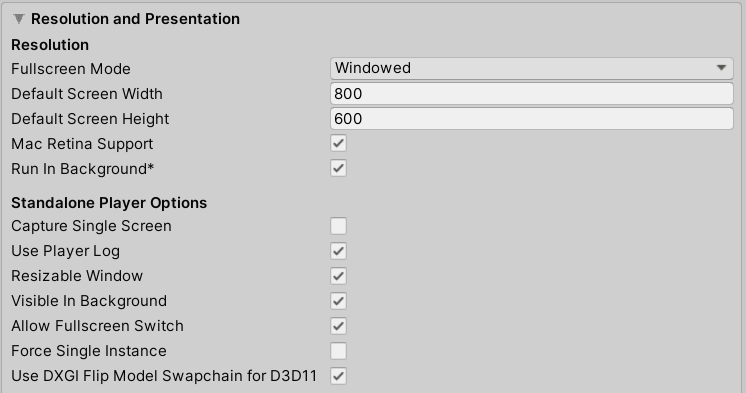 Resolution and Presentation
Resolution
Fullscreen Mode Windowed
Default Screen Width 800
Default Screen Height 600
Mac Retina Support
Run In Background*
Standalone Player Options
Capture Single Screen
Use Player Log
Resizable Window
Visible In Background
Allow Fullscreen Switch
Force Single Instance
Use DXGI Flip Model Swapchain for D3D11